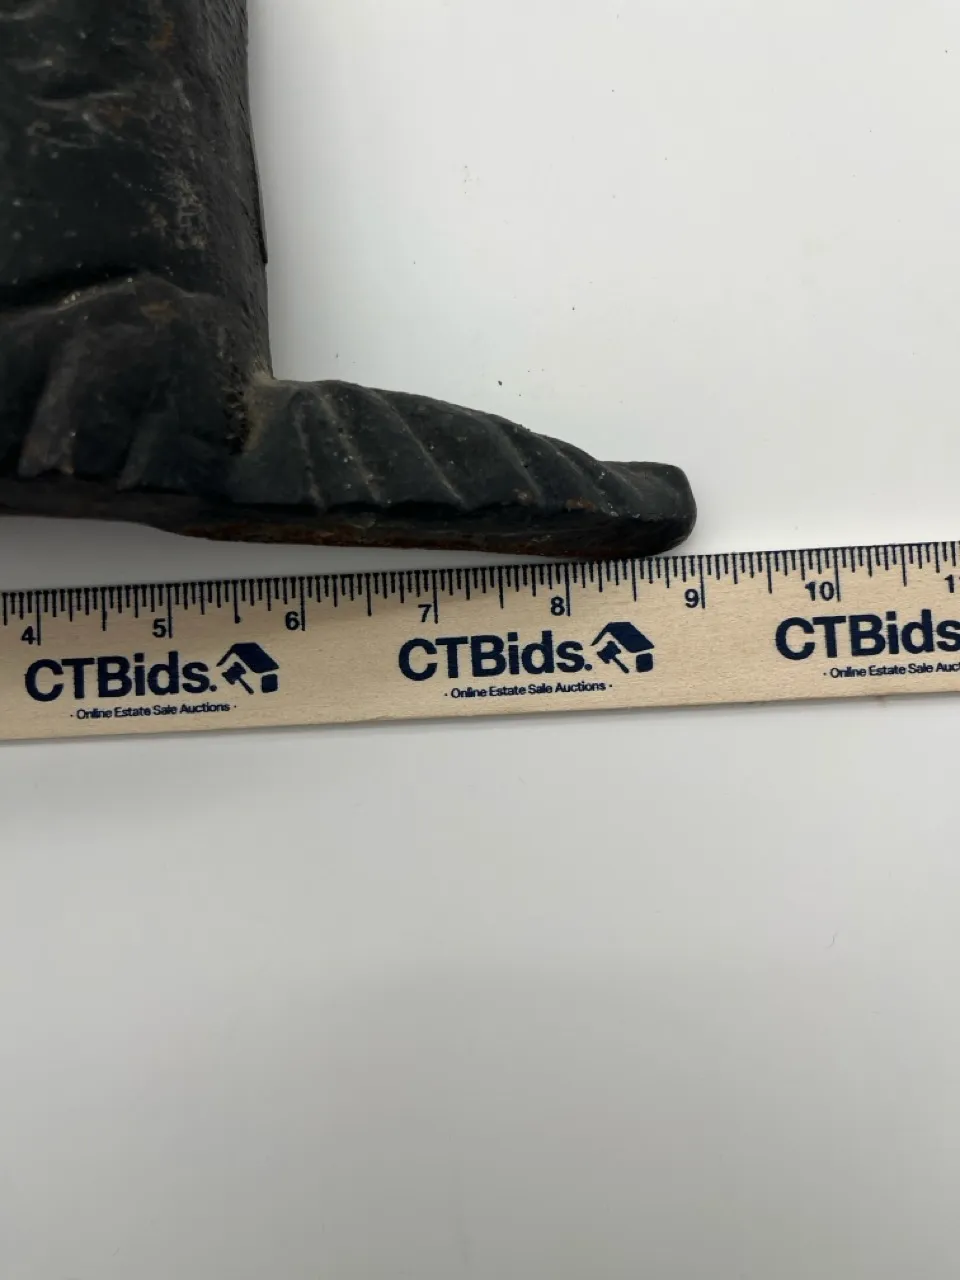 4 5 6 7 8 9 10 11
CTBids. CTBids. CTBids
· Online Estate Sale Auctions · · Online Estate Sale Auctions · · Online Estate Sale Auc